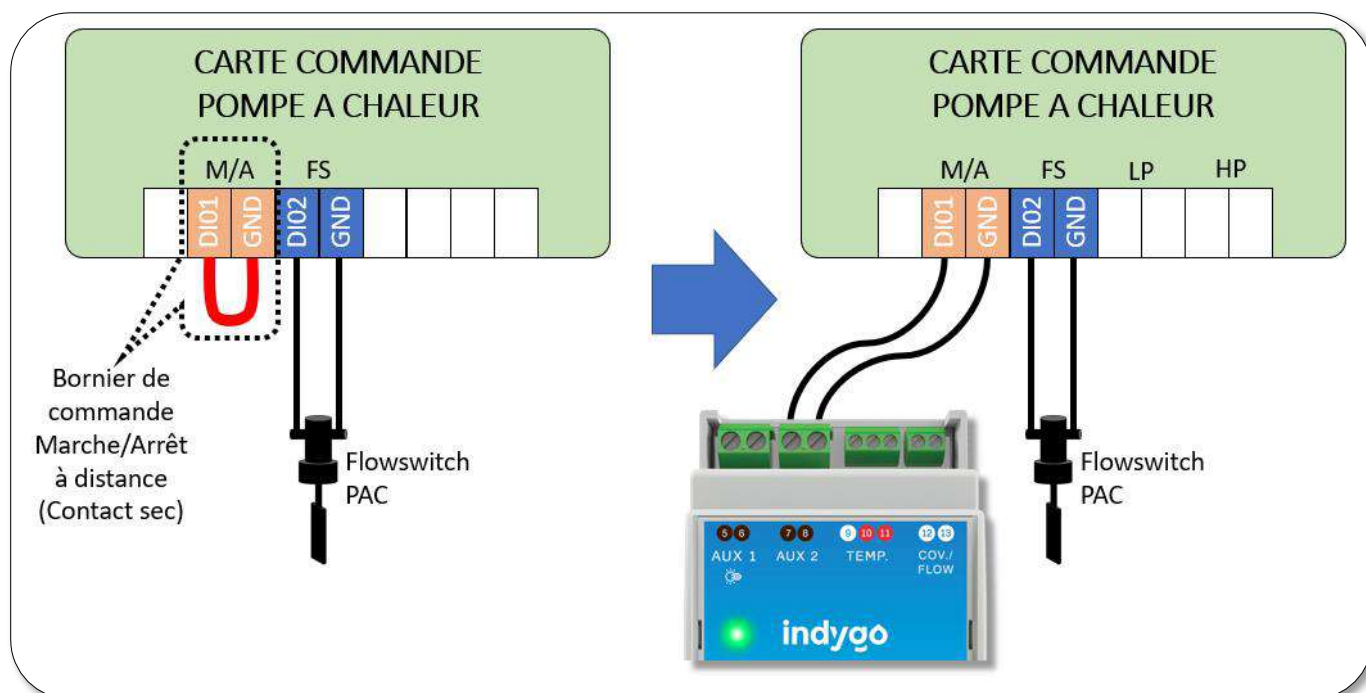 CARTE COMMANDE
POMPE A CHALEUR
M/A FS
DI01 GND DI02 GND
Bornier de
commande
Marche/Arrêt
à distance
(Contact sec)
Flowswitch
PAC
CARTE COMMANDE
POMPE A CHALEUR
M/A FS LP HP
DI01 GND DI02 GND
Flowswitch
PAC
5 6 7 8 9 10 11 12 13
AUX 1 AUX 2 TEMP. COV./
FLOW
indygo